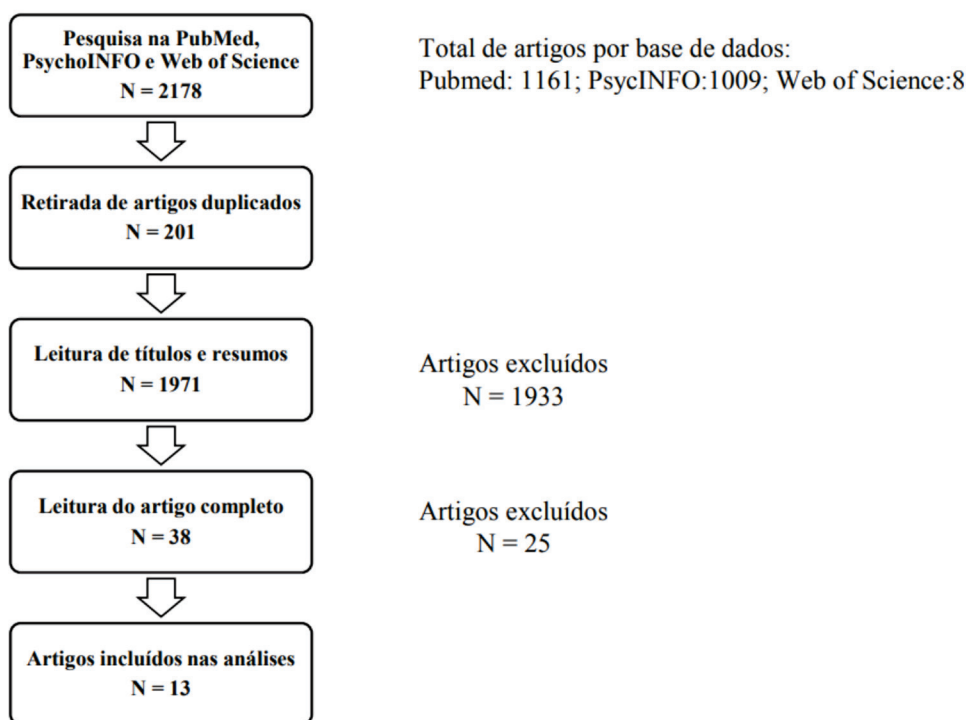 Pesquisa na PubMed,
PsychoINFO e Web of Science
N = 2178
Total de artigos por base de dados:
Pubmed: 1161; PsycINFO:1009; Web of Science:8
Retirada de artigos duplicados
N = 201
Leitura de títulos e resumos
N = 1971
Artigos excluídos
N = 1933
Leitura do artigo completo
N = 38
Artigos excluídos
N = 25
Artigos incluídos nas análises
N = 13